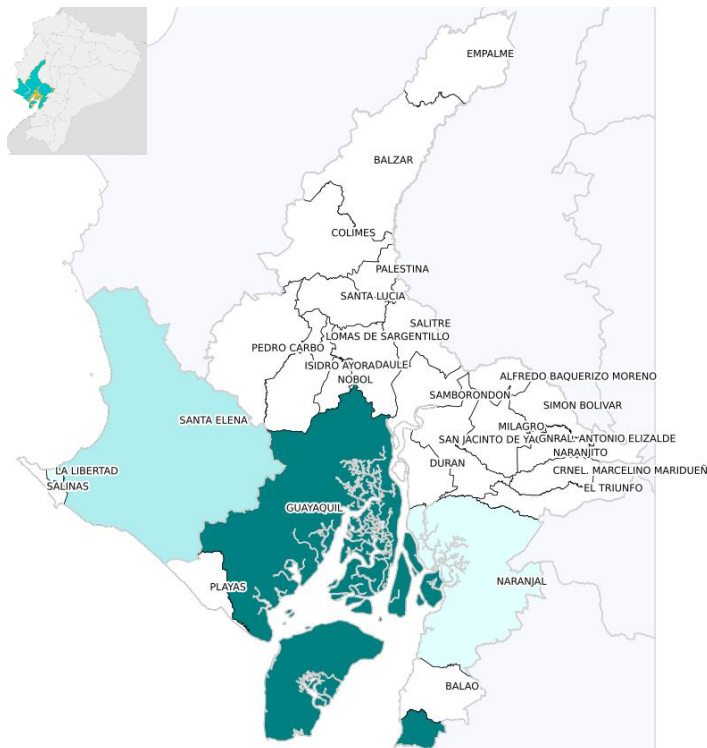 EMPALME
BALZAR
COLIMES
PALESTINA
SANTA LUCIA
SALITRE
LOMAS DE SARGENTILLO
PEDRO CARBO
ISIDRO AYORA
DAULE
NOBOL
ALFREDO BAQUERIZO MORENO
SAMBORONDON
SIMON BOLIVAR
SANTA ELENA
MILAGRO
SAN JACINTO DE YAG
GNRAL. ANTONIO ELIZALDE
NARANJITO
DURAN
LA LIBERTAD
CRNEL. MARCELINO MARIDUEÑ
SALINAS
EL TRIUNFO
GUAYAQUIL
NARANJAL
PLAYAS
BALAO